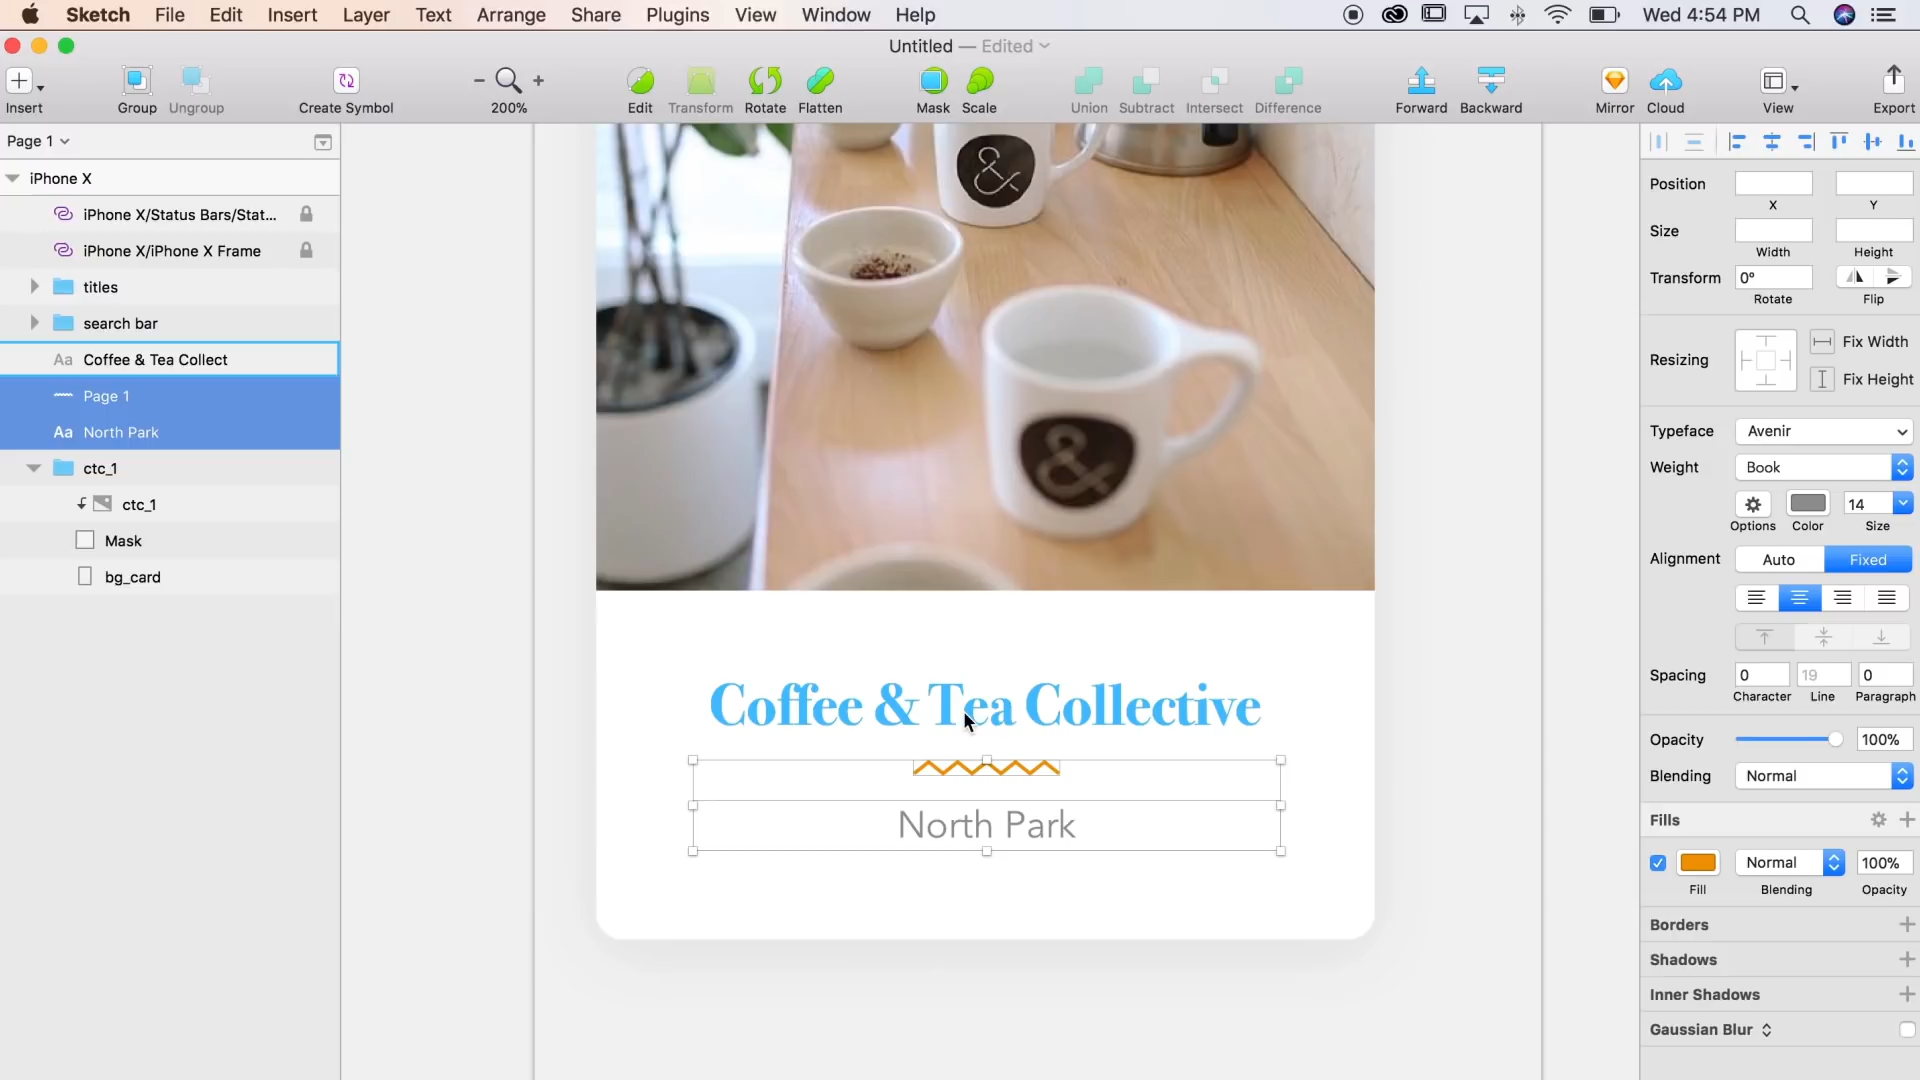 Sketch File Edit Insert Layer Text Arrange Share Plugins View Window Help Wed 4:54 PM
Untitled — Edited
Insert Group Ungroup Create Symbol 200% Edit Transform Rotate Flatten Mask Scale Union Subtract Intersect Difference Forward Backward Mirror Cloud View Export
Page 1
iPhone X
iPhone X/Status Bars/Stat...
iPhone X/iPhone X Frame
titles
search bar
Aa Coffee & Tea Collect
Page 1
Aa North Park
ctc_1
ctc_1
Mask
bg_card
&
&
Coffee & Tea Collective
North Park
Position
X Y
Size
Width Height
Transform 0°
Rotate Flip
Resizing Fix Width
Fix Height
Typeface Avenir
Weight Book
14
Options Color Size
Alignment Auto Fixed
Spacing 0 19 0
Character Line Paragraph
Opacity 100%
Blending Normal
Fills
Normal 100%
Fill Blending Opacity
Borders
Shadows
Inner Shadows
Gaussian Blur